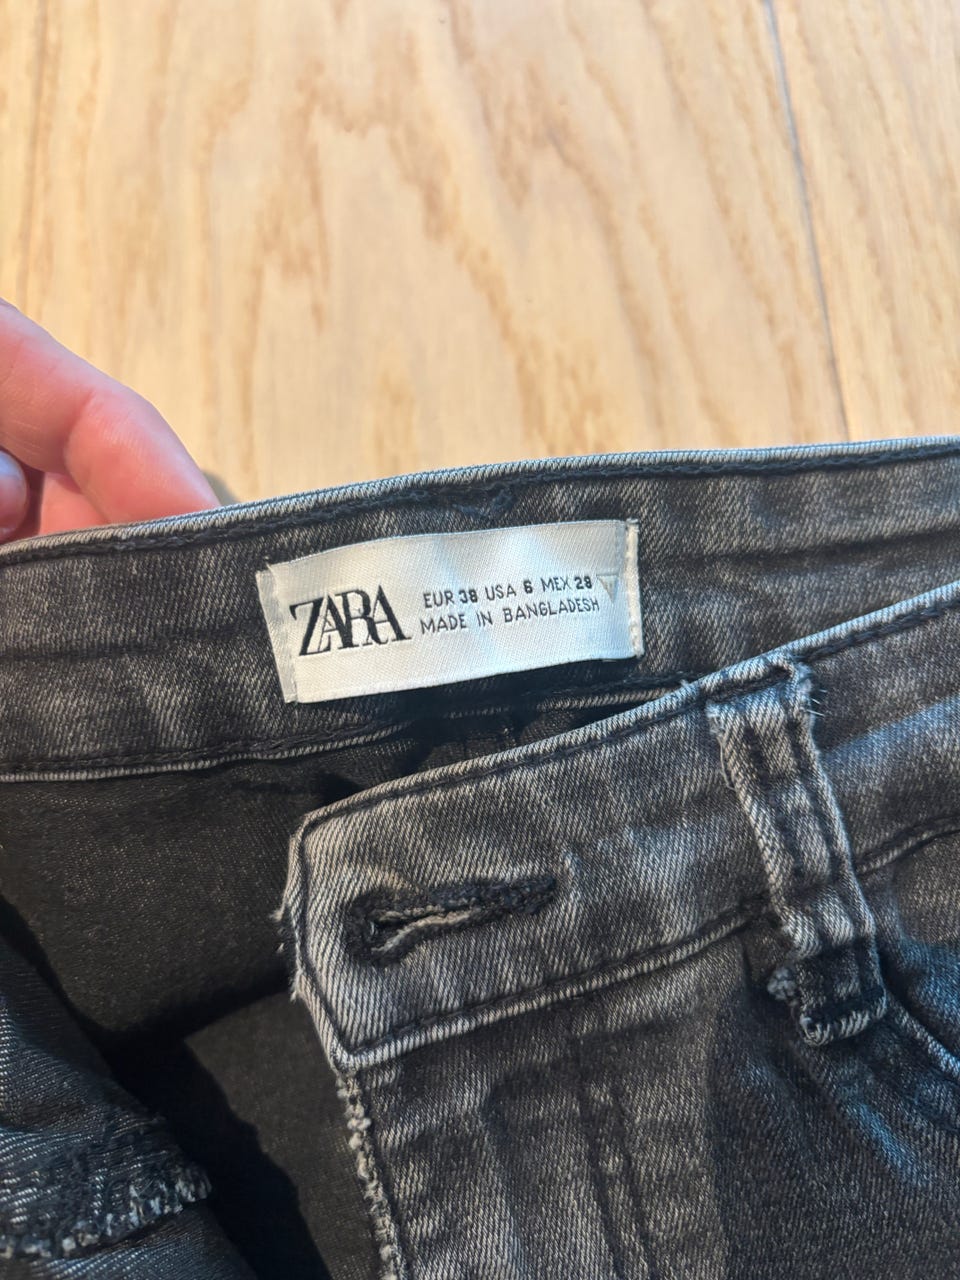 ZARA
EUR 38 USA 6 MEX 28
MADE IN BANGLADESH